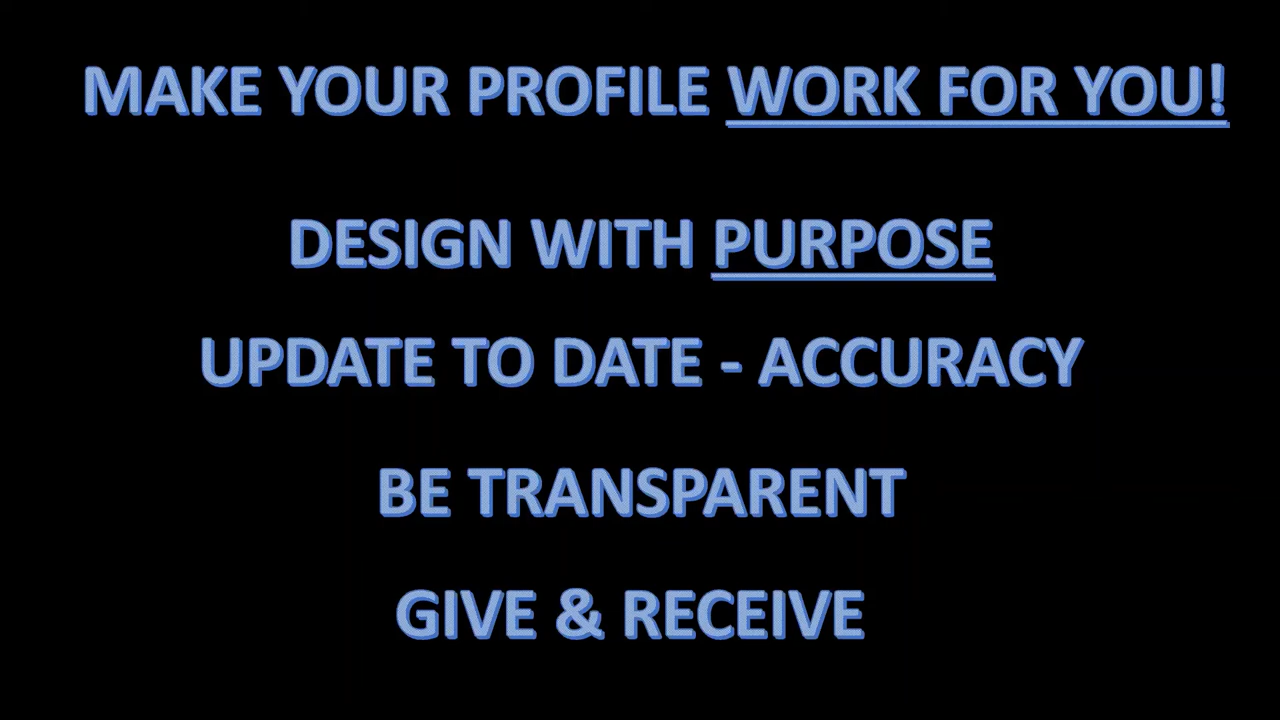 MAKE YOUR PROFILE WORK FOR YOU!
DESIGN WITH PURPOSE
UPDATE TO DATE - ACCURACY
BE TRANSPARENT
GIVE & RECEIVE